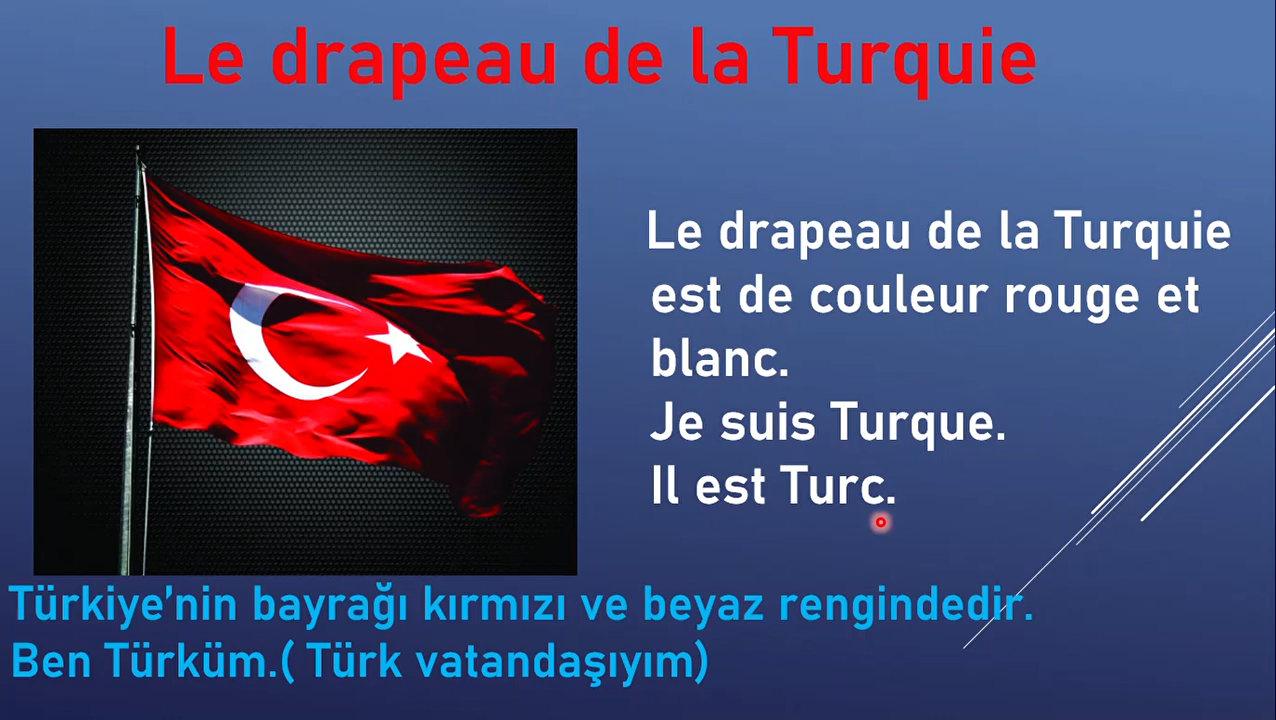 Le drapeau de la Turquie
Le drapeau de la Turquie
est de couleur rouge et
blanc.
Je suis Turque.
Il est Turc.
Türkiye’nin bayrağı kırmızı ve beyaz rengindedir.
Ben Türküm.( Türk vatandaşıyım)